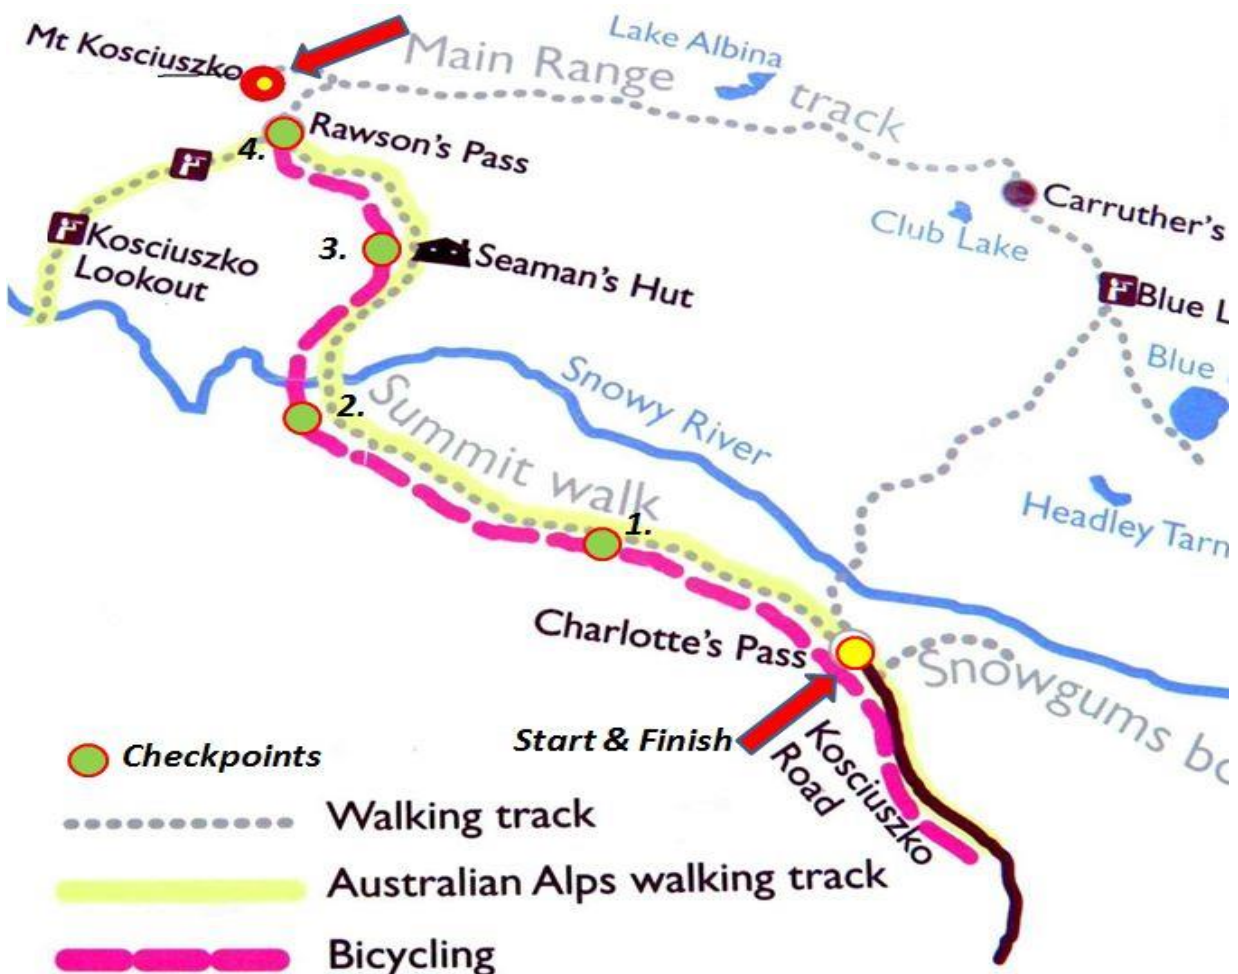 Mt Kosciuszko
Main Range track
Lake Albina
4.
Rawson's Pass
Carruther's
Club Lake
3.
Seaman's Hut
Kosciuszko
Lookout
Blue L
Blue
Snowy River
2.
Summit walk
Headley Tarn
1.
Charlotte's Pass
Snowgums bo
Start & Finish
Kosciuszko
Road
Checkpoints
Walking track
Australian Alps walking track
Bicycling